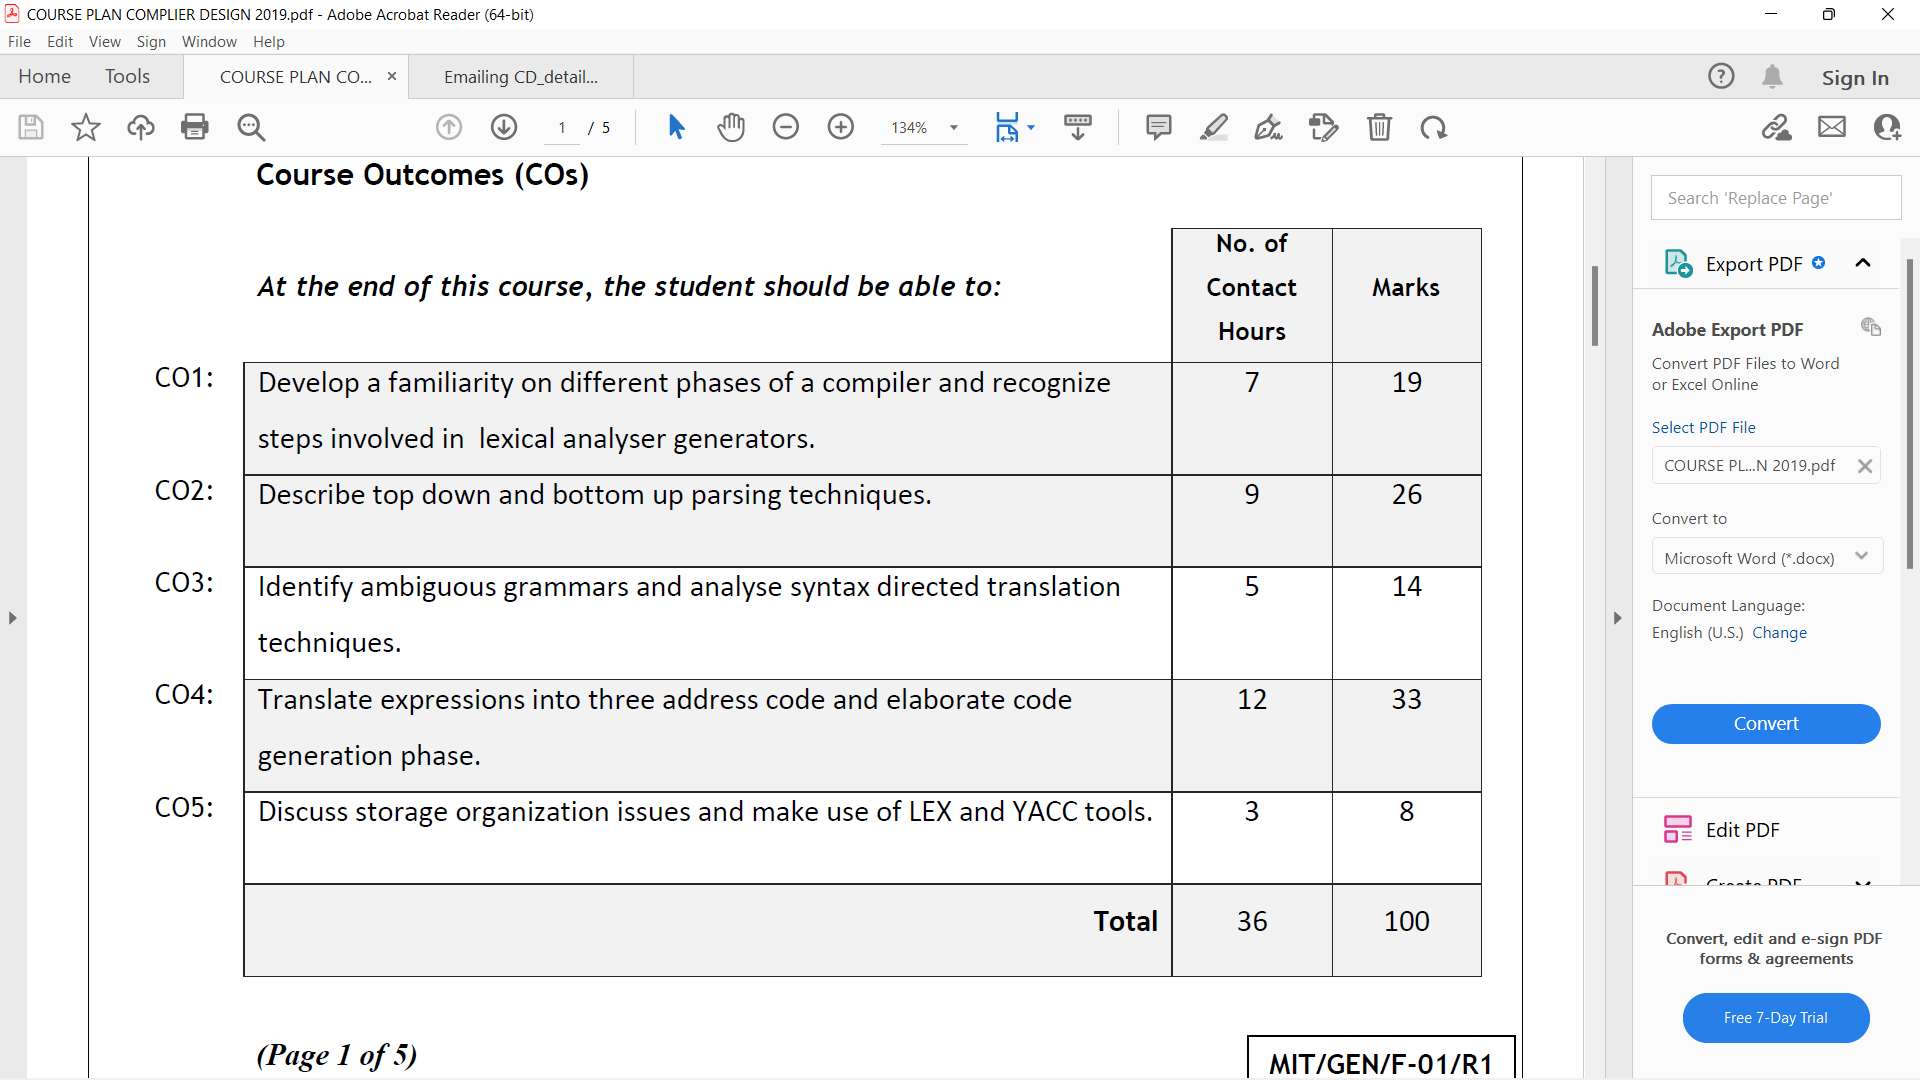 COURSE PLAN COMPLIER DESIGN 2019.pdf - Adobe Acrobat Reader (64-bit)
File Edit View Sign Window Help
Home Tools COURSE PLAN CO... Emailing CD_detail... Sign In
1 / 5 134%
Course Outcomes (COs)
At the end of this course, the student should be able to:
No. of
Contact
Hours
Marks
CO1: Develop a familiarity on different phases of a compiler and recognize 7 19
steps involved in lexical analyser generators.
CO2: Describe top down and bottom up parsing techniques. 9 26
CO3: Identify ambiguous grammars and analyse syntax directed translation 5 14
techniques.
CO4: Translate expressions into three address code and elaborate code 12 33
generation phase.
CO5: Discuss storage organization issues and make use of LEX and YACC tools. 3 8
Total 36 100
(Page 1 of 5)
MIT/GEN/F-01/R1
Search 'Replace Page'
Export PDF
Adobe Export PDF
Convert PDF Files to Word
or Excel Online
Select PDF File
COURSE PL...N 2019.pdf
Convert to
Microsoft Word (*.docx)
Document Language:
English (U.S.) Change
Convert
Edit PDF
Create PDF
Convert, edit and e-sign PDF
forms & agreements
Free 7-Day Trial